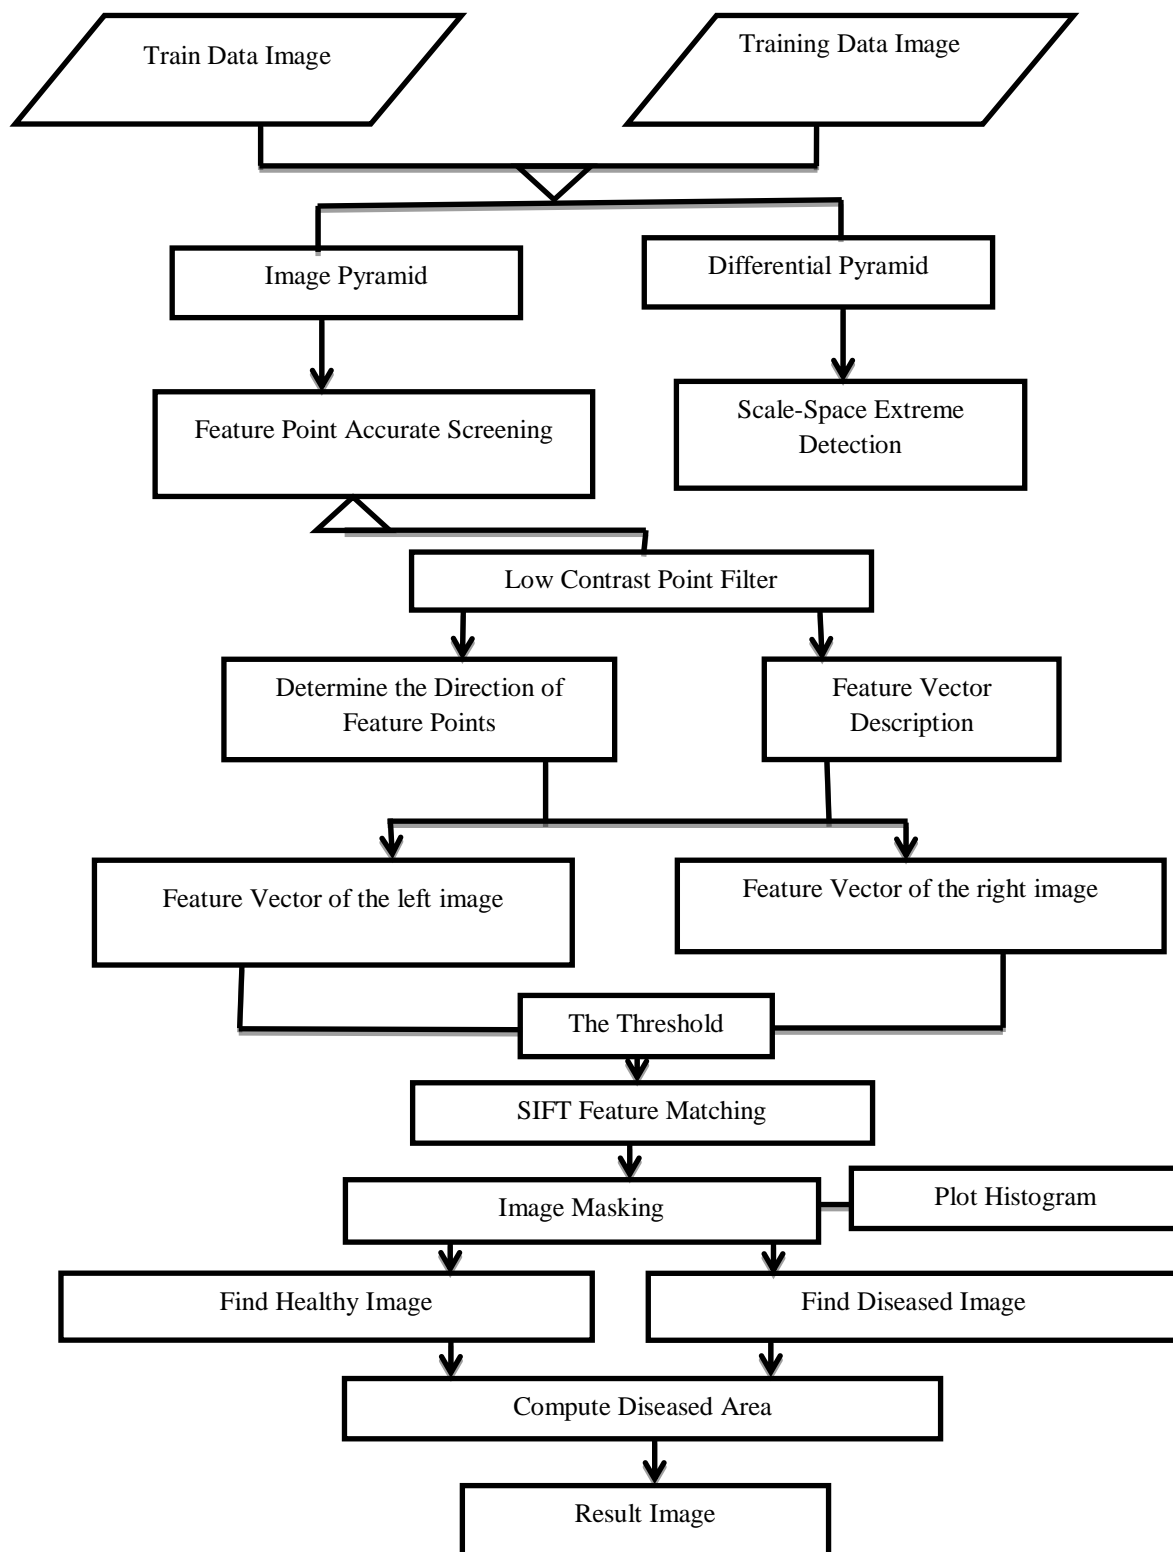 Train Data Image
Training Data Image
Image Pyramid
Differential Pyramid
Feature Point Accurate Screening
Scale-Space Extreme
Detection
Low Contrast Point Filter
Determine the Direction of
Feature Points
Feature Vector
Description
Feature Vector of the left image
Feature Vector of the right image
The Threshold
SIFT Feature Matching
Image Masking
Plot Histogram
Find Healthy Image
Find Diseased Image
Compute Diseased Area
Result Image